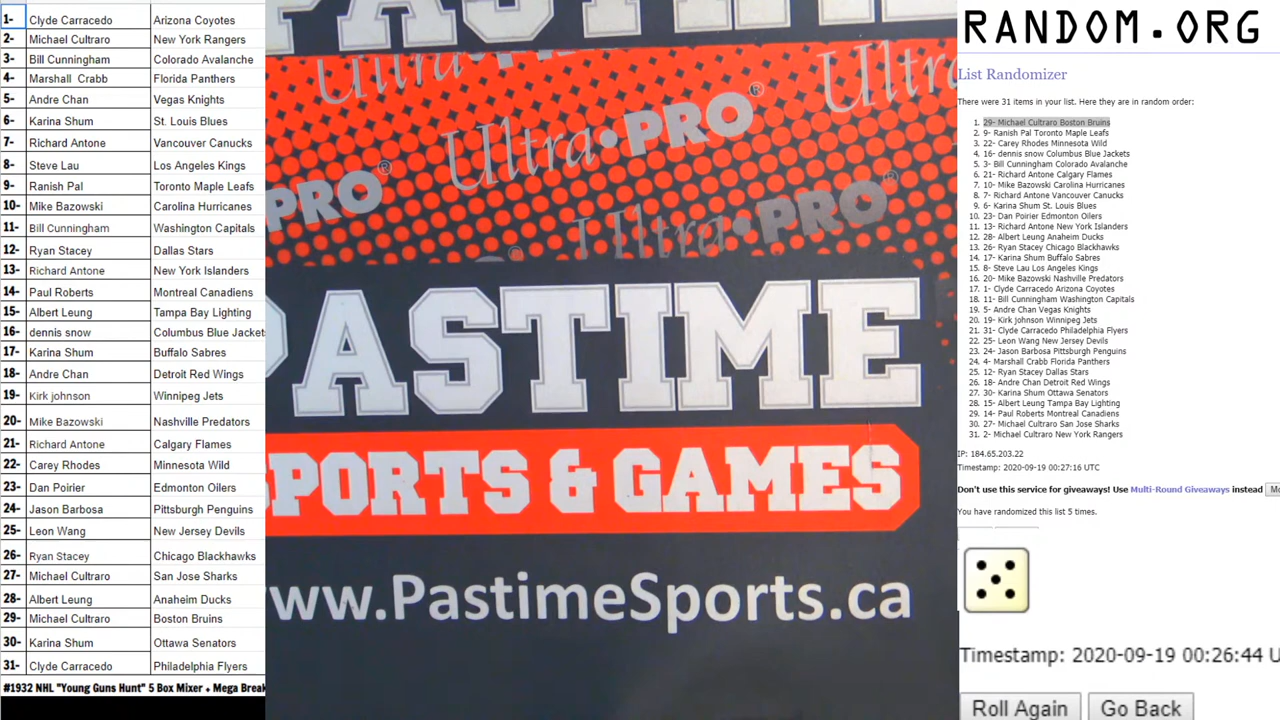 1- Clyde Carracedo Arizona Coyotes
2- Michael Cultraro New York Rangers
3- Bill Cunningham Colorado Avalanche
4- Marshall Crabb Florida Panthers
5- Andre Chan Vegas Knights
6- Karina Shum St. Louis Blues
7- Richard Antone Vancouver Canucks
8- Steve Lau Los Angeles Kings
9- Ranish Pal Toronto Maple Leafs
10- Mike Bazowski Carolina Hurricanes
11- Bill Cunningham Washington Capitals
12- Ryan Stacey Dallas Stars
13- Richard Antone New York Islanders
14- Paul Roberts Montreal Canadiens
15- Albert Leung Tampa Bay Lighting
16- dennis snow Columbus Blue Jackets
17- Karina Shum Buffalo Sabres
18- Andre Chan Detroit Red Wings
19- Kirk johnson Winnipeg Jets
20- Mike Bazowski Nashville Predators
21- Richard Antone Calgary Flames
22- Carey Rhodes Minnesota Wild
23- Dan Poirier Edmonton Oilers
24- Jason Barbosa Pittsburgh Penguins
25- Leon Wang New Jersey Devils
26- Ryan Stacey Chicago Blackhawks
27- Michael Cultraro San Jose Sharks
28- Albert Leung Anaheim Ducks
29- Michael Cultraro Boston Bruins
30- Karina Shum Ottawa Senators
31- Clyde Carracedo Philadelphia Flyers
#1932 NHL "Young Guns Hunt" 5 Box Mixer + Mega Break
PASTIME
Ultra
Ultra
Ultra•PRO®
PRO®
Ultra•PRO®
PASTIME
SPORTS & GAMES
www.PastimeSports.ca
RANDOM.ORG
List Randomizer
There were 31 items in your list. Here they are in random order:
1. 29- Michael Cultraro Boston Bruins
2. 9- Ranish Pal Toronto Maple Leafs
3. 22- Carey Rhodes Minnesota Wild
4. 16- dennis snow Columbus Blue Jackets
5. 3- Bill Cunningham Colorado Avalanche
6. 21- Richard Antone Calgary Flames
7. 10- Mike Bazowski Carolina Hurricanes
8. 7- Richard Antone Vancouver Canucks
9. 6- Karina Shum St. Louis Blues
10. 23- Dan Poirier Edmonton Oilers
11. 13- Richard Antone New York Islanders
12. 28- Albert Leung Anaheim Ducks
13. 26- Ryan Stacey Chicago Blackhawks
14. 17- Karina Shum Buffalo Sabres
15. 8- Steve Lau Los Angeles Kings
16. 20- Mike Bazowski Nashville Predators
17. 1- Clyde Carracedo Arizona Coyotes
18. 11- Bill Cunningham Washington Capitals
19. 5- Andre Chan Vegas Knights
20. 19- Kirk johnson Winnipeg Jets
21. 31- Clyde Carracedo Philadelphia Flyers
22. 25- Leon Wang New Jersey Devils
23. 24- Jason Barbosa Pittsburgh Penguins
24. 4- Marshall Crabb Florida Panthers
25. 12- Ryan Stacey Dallas Stars
26. 18- Andre Chan Detroit Red Wings
27. 30- Karina Shum Ottawa Senators
28. 15- Albert Leung Tampa Bay Lighting
29. 14- Paul Roberts Montreal Canadiens
30. 27- Michael Cultraro San Jose Sharks
31. 2- Michael Cultraro New York Rangers
IP: 184.65.203.22
Timestamp: 2020-09-19 00:27:16 UTC
Don't use this service for giveaways! Use Multi-Round Giveaways instead
You have randomized this list 5 times.
Timestamp: 2020-09-19 00:26:44 U
Roll Again Go Back